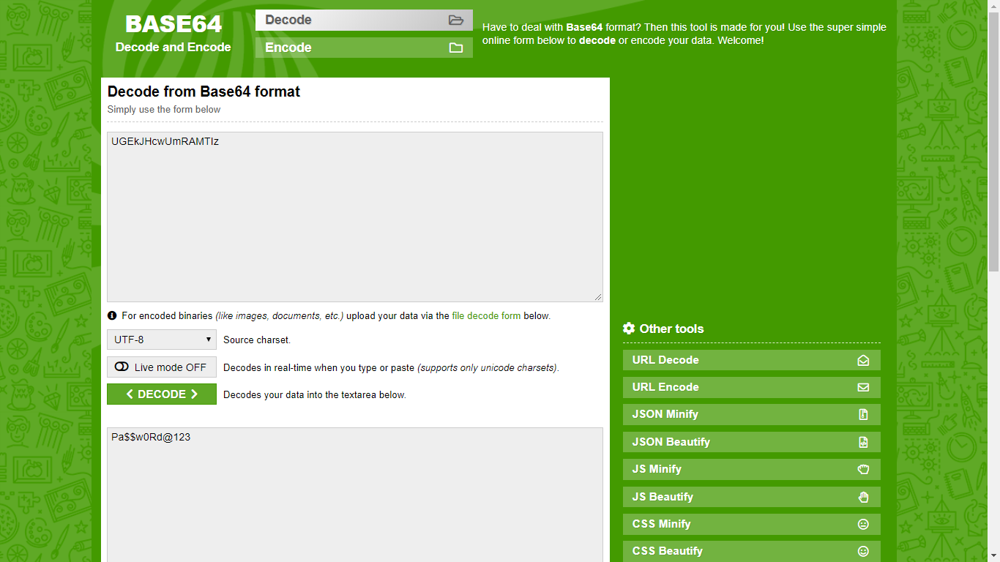 BASE64
Decode and Encode
Decode
Encode
Have to deal with Base64 format? Then this tool is made for you! Use the super simple
online form below to decode or encode your data. Welcome!
Decode from Base64 format
Simply use the form below
UGEkJHcwUmRAMTIz
For encoded binaries (like images, documents, etc.) upload your data via the file decode form below.
UTF-8
Source charset.
Live mode OFF
Decodes in real-time when you type or paste (supports only unicode charsets).
DECODE
Decodes your data into the textarea below.
Pa$$w0Rd@123
Other tools
URL Decode
URL Encode
JSON Minify
JSON Beautify
JS Minify
JS Beautify
CSS Minify
CSS Beautify